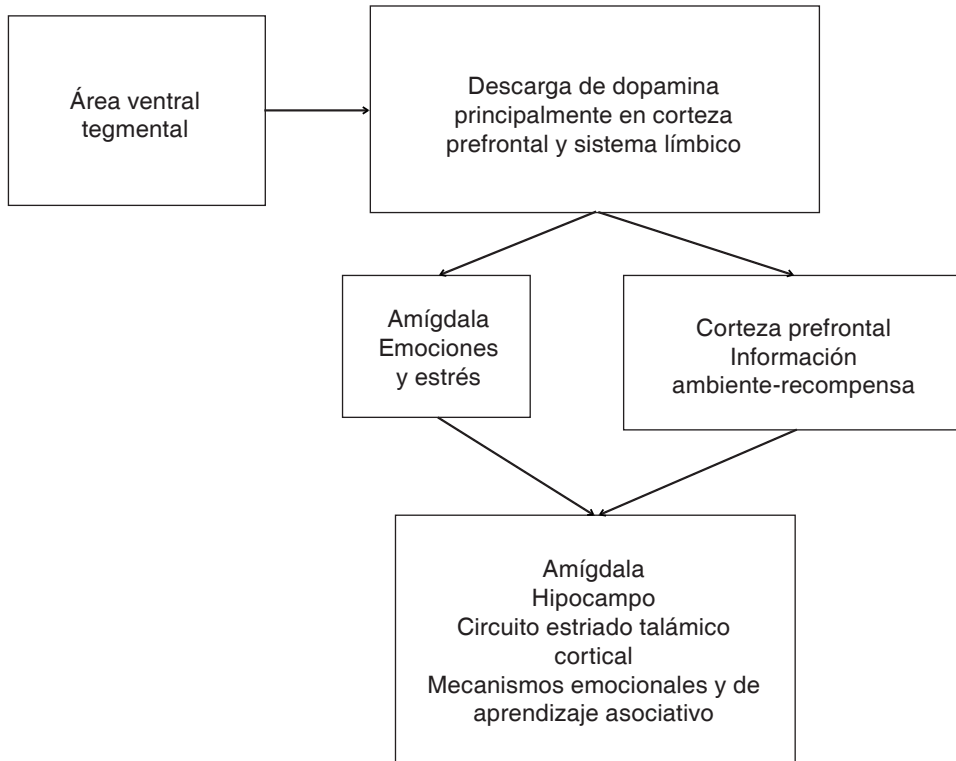 Área ventral
tegmental
Descarga de dopamina
principalmente en corteza
prefrontal y sistema límbico
Amígdala
Emociones
y estrés
Corteza prefrontal
Información
ambiente-recompensa
Amígdala
Hipocampo
Circuito estriado talámico
cortical
Mecanismos emocionales y de
aprendizaje asociativo